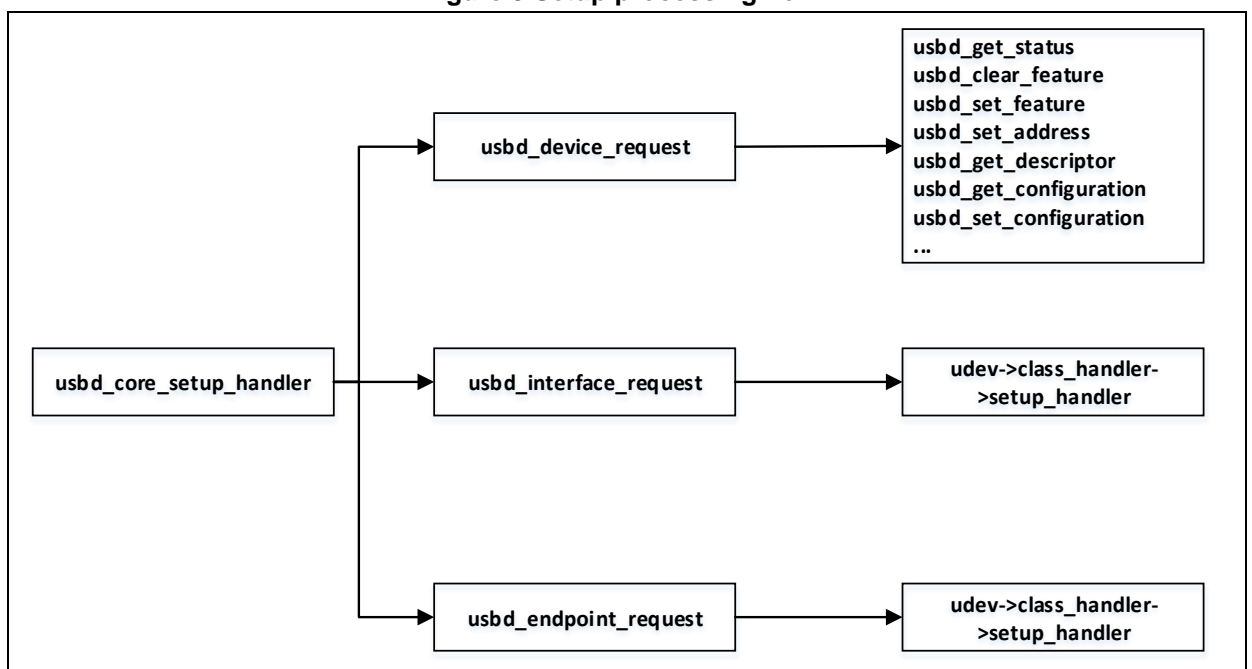 usbd_get_status
usbd_clear_feature
usbd_set_feature
usbd_set_address
usbd_get_descriptor
usbd_get_configuration
usbd_set_configuration
...
usbd_device_request
usbd_core_setup_handler
usbd_interface_request
udev->class_handler-
>setup_handler
usbd_endpoint_request
udev->class_handler-
>setup_handler